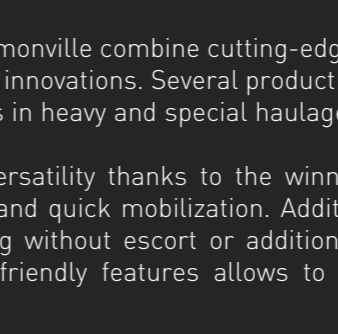 monville combine cutting-edg
innovations. Several product
s in heavy and special haulage
ersatility thanks to the winn
and quick mobilization. Addit
g without escort or addition
friendly features allows to